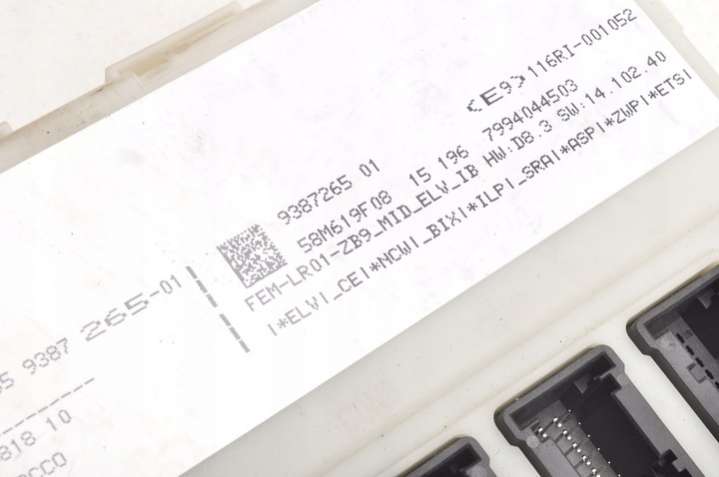 <E9> 116RI-001052
9387265 01
58M619F08 15 196 7994044503
FEM-LR01-ZB9_MID_ELV_IB HW:D8.3 SW:14.102.40
|*ELV|_CE|*NCW|_BIX|*ILP|_SRA|*ASP|*ZWP|*ETS|
9387 265-01
818 10